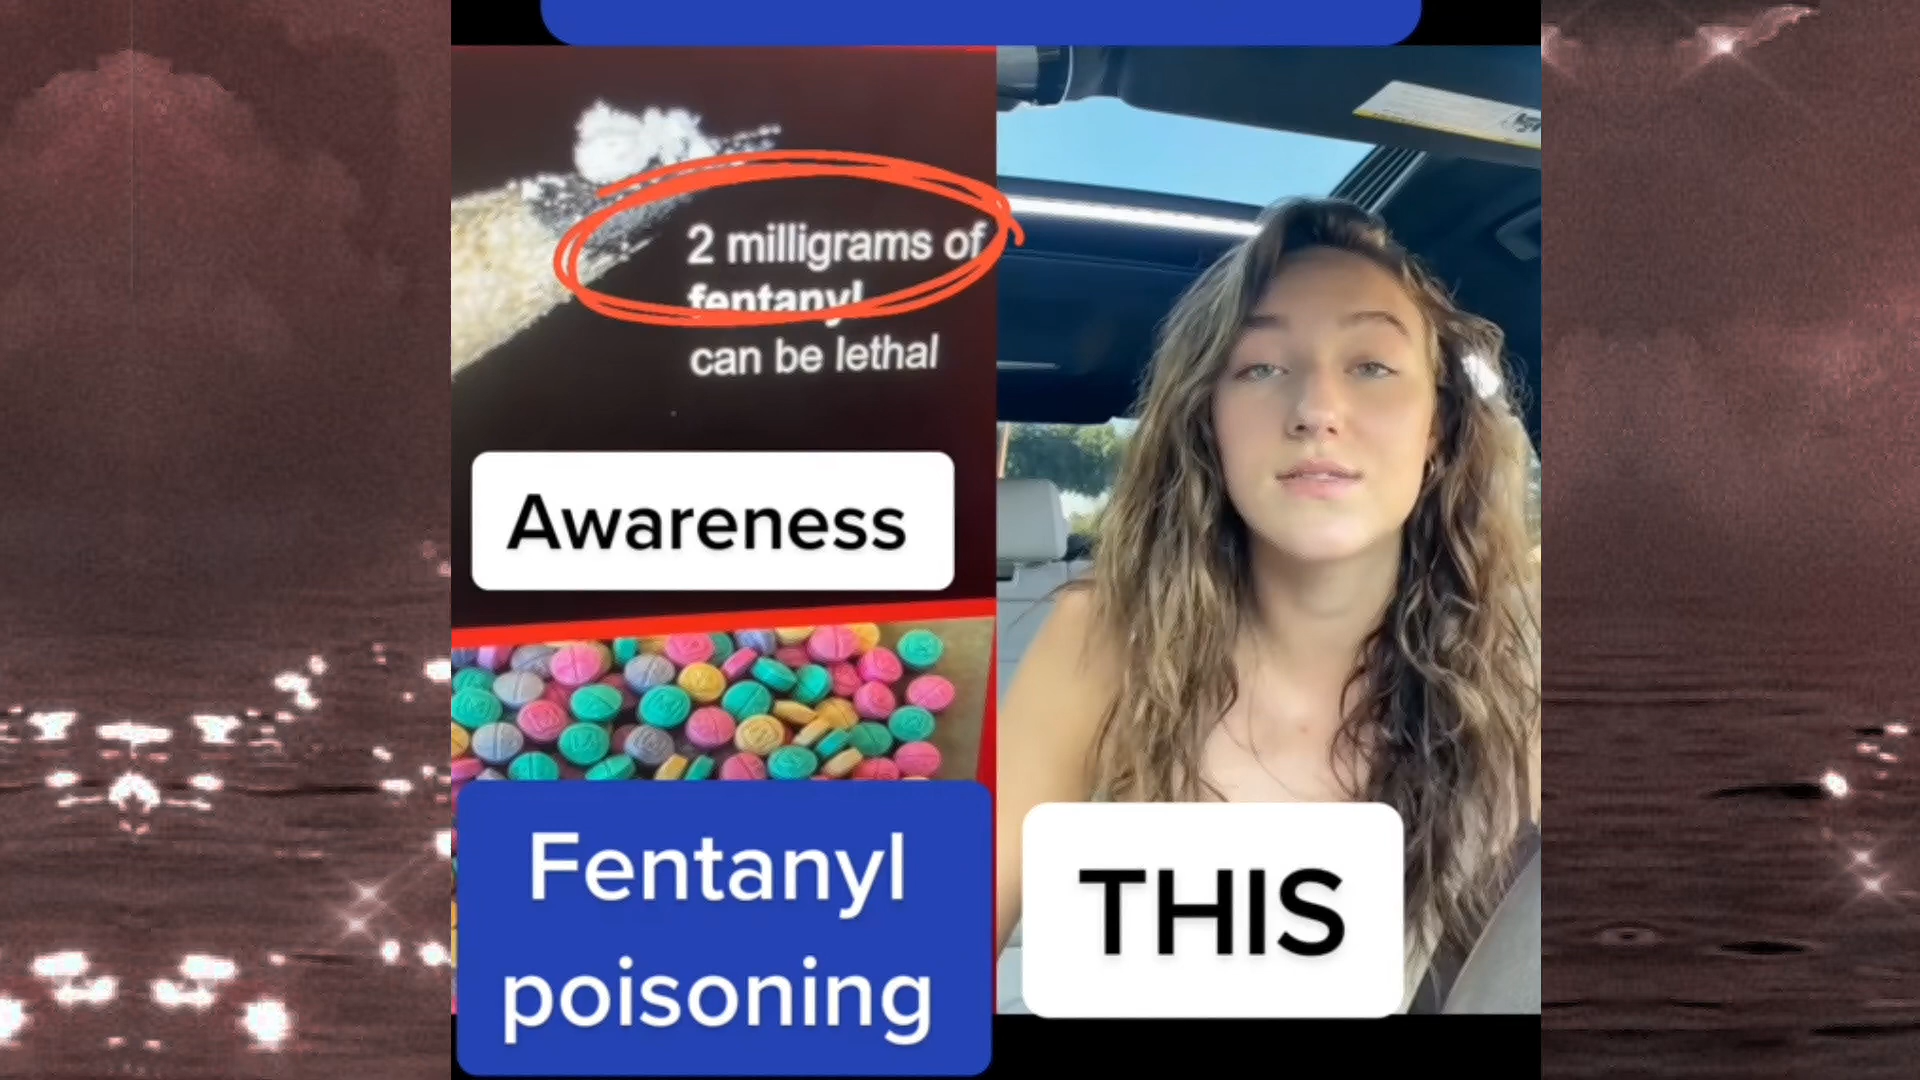 2 milligrams of
fentanyl
can be lethal
Awareness
Fentanyl
poisoning
THIS